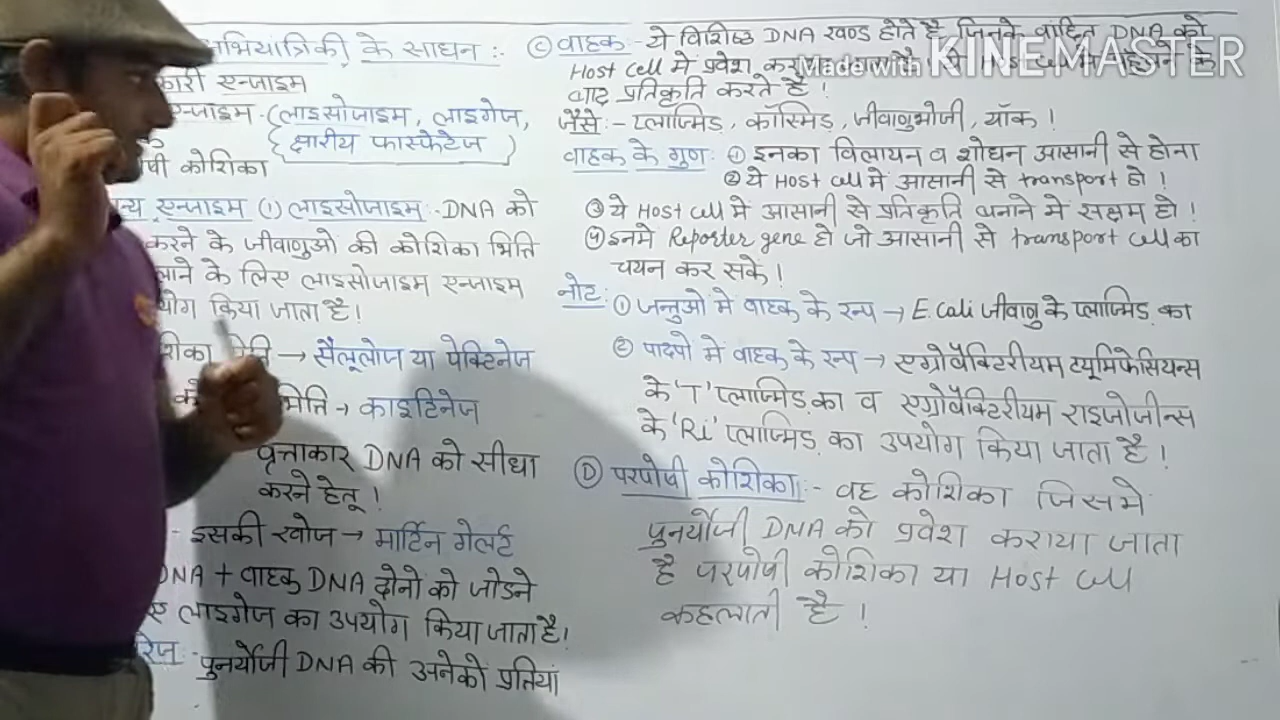 अभियांत्रिकी के साधन :-
कारी एन्जाइम
एन्जाइम - (लाइसोजाइम, लाइगेज,
क्षारीय फास्फेटेज)
कोशिका
एन्जाइम (1) लाइसोजाइम :- DNA को
करने के जीवाणुओ की कोशिका भित्ति
के लिए लाइसोजाइम एन्जाइम
किया जाता है!
→ सैलूलोज या पेक्टिनेज
भित्ति → काइटिनेज
वृत्ताकार DNA को सीधा
करने हेतू !
- इसकी खोज → मार्टिन गेलर्ट
DNA + वाहक DNA दोनो को जोडने
लाइगेज का उपयोग किया जाता है!
पुनर्योजी DNA की अनेको प्रतियां
(C) वाहक :- ये विशिष्ट DNA खण्ड होते है जिनके वांछित DNA को
Host cell मे प्रवेश
बाद प्रतिकृति करते है !
जैसे :- प्लाज्मिड, कॉस्मिड, जीवाणुभोजी, यॉक !
वाहक के गुण :- (1) इनका विलायन व शोधन आसानी से होना
(2) ये Host cell मे आसानी से transport हो !
(3) ये Host cell मे आसानी से प्रतिकृति बनाने मे सक्षम हो !
(4) इनमे Reporter gene हो जो आसानी से transport cell का
चयन कर सके !
नोट :- (1) जन्तुओ मे वाहक के रूप → E. coli जीवाणु के प्लाज्मिड का
(2) पादपो मे वाहक के रूप → एग्रोबैक्टिरीयम ट्यूमिफेसियन्स
के 'T' प्लाज्मिड का व एग्रोबैक्टिरीयम राइजोजीन्स
के 'Ri' प्लाज्मिड का उपयोग किया जाता है !
(D) परपोषी कोशिका :- वह कोशिका जिसमे
पुनर्योजी DNA को प्रवेश कराया जाता
है परपोषी कोशिका या Host cell
कहलाती है !
Made with KINEMASTER